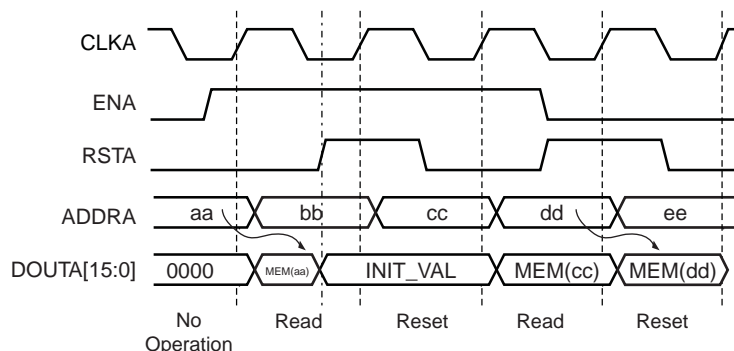 CLKA
ENA
RSTA
ADDRA aa bb cc dd ee
DOUTA[15:0] 0000 MEM(aa) INIT_VAL MEM(cc) MEM(dd)
No Read Reset Read Reset
Operation